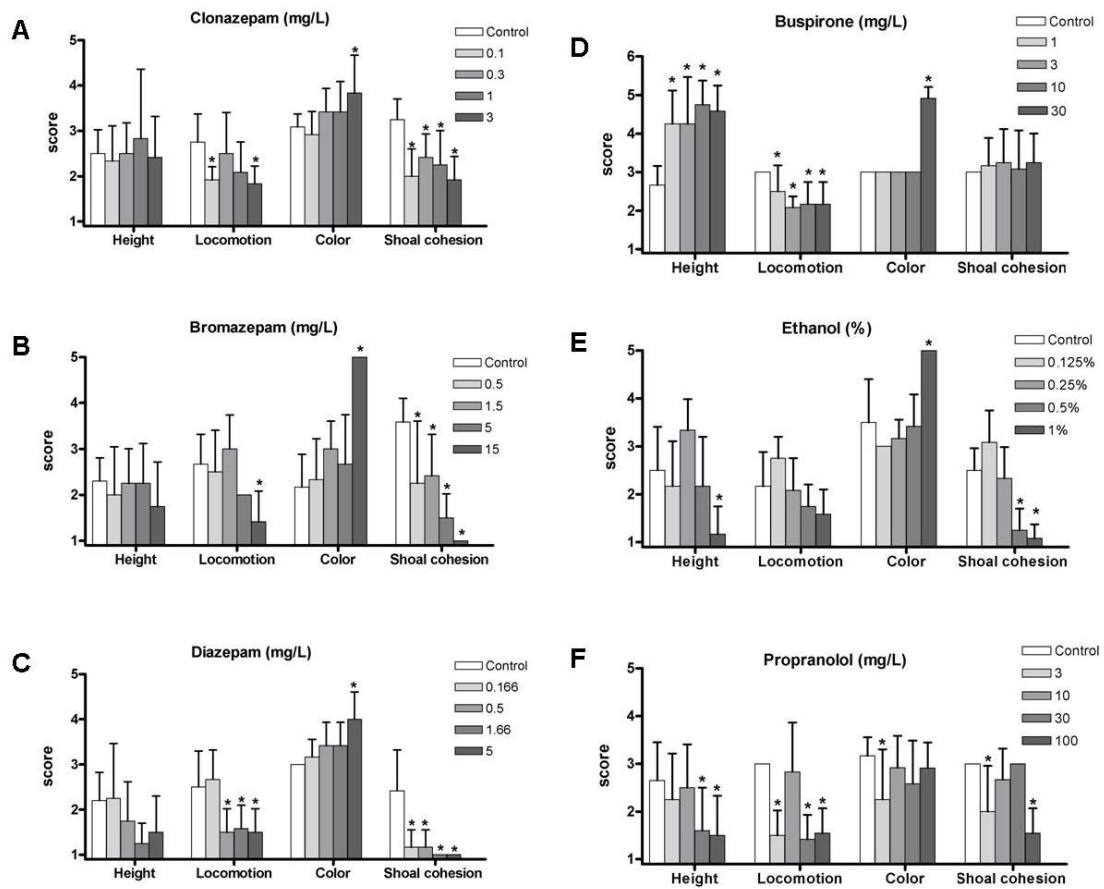 A
Clonazepam (mg/L)
Control
0.1
0.3
1
3
5
4
3
2
1
score
*
*
*
*
*
*
*
Height
Locomotion
Color
Shoal cohesion
B
Bromazepam (mg/L)
Control
0.5
1.5
5
15
5
4
3
2
1
score
*
*
*
*
*
*
Height
Locomotion
Color
Shoal cohesion
C
Diazepam (mg/L)
Control
0.166
0.5
1.66
5
5
4
3
2
1
score
*
*
*
*
*
*
*
*
Height
Locomotion
Color
Shoal cohesion
D
Buspirone (mg/L)
Control
1
3
10
30
6
5
4
3
2
1
score
*
*
*
*
*
*
*
*
*
Height
Locomotion
Color
Shoal cohesion
E
Ethanol (%)
Control
0.125%
0.25%
0.5%
1%
5
4
3
2
1
score
*
*
*
*
Height
Locomotion
Color
Shoal cohesion
F
Propranolol (mg/L)
Control
3
10
30
100
5
4
3
2
1
score
*
*
*
*
*
*
*
*
Height
Locomotion
Color
Shoal cohesion